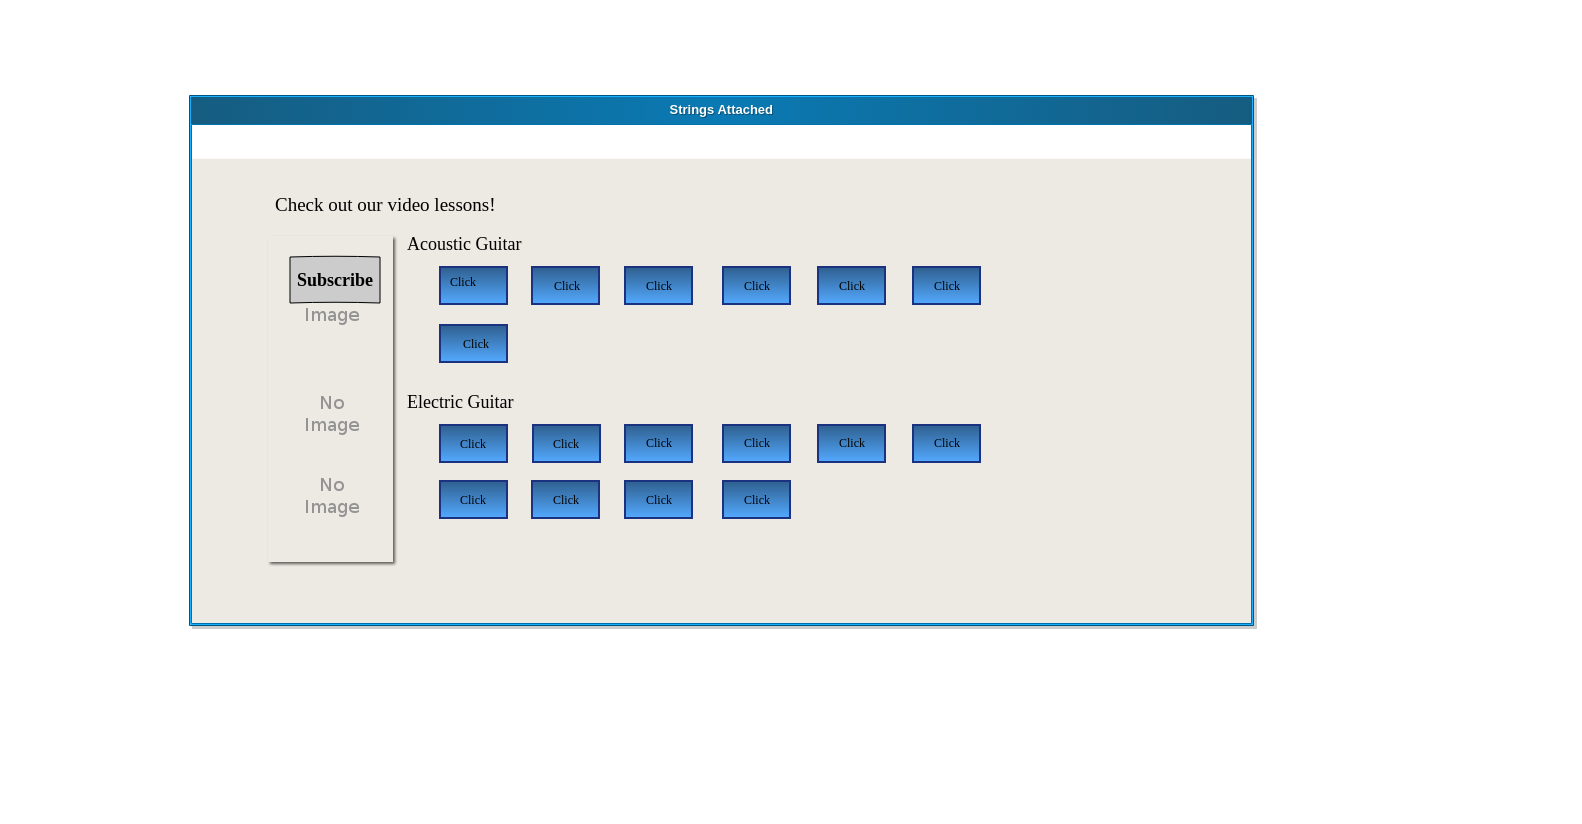 Strings Attached
Check out our video lessons!
Subscribe
Image
No
Image
No
Image
Acoustic Guitar
Click Click Click Click Click Click
Click
Electric Guitar
Click Click Click Click Click Click
Click Click Click Click